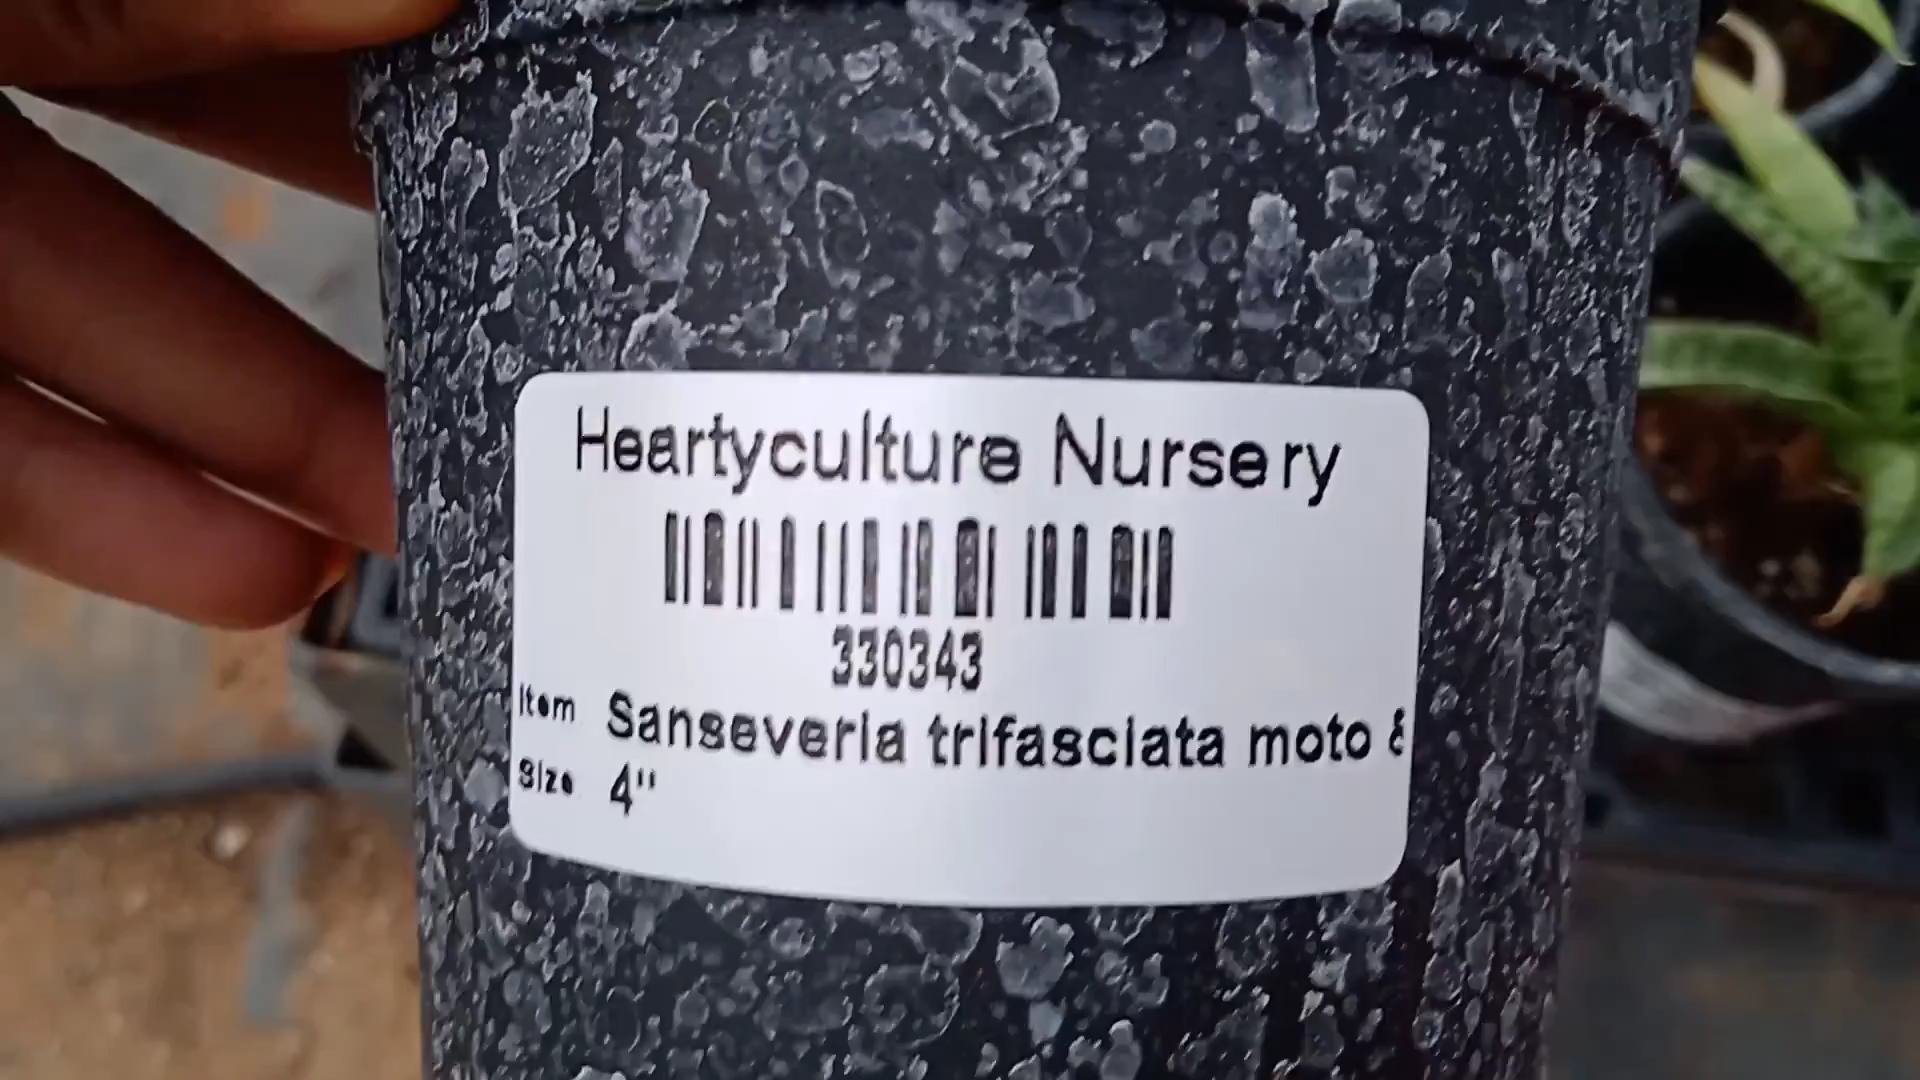 Heartyculture Nursery
330343
Item Sanseveria trifasciata moto &
Size 4"